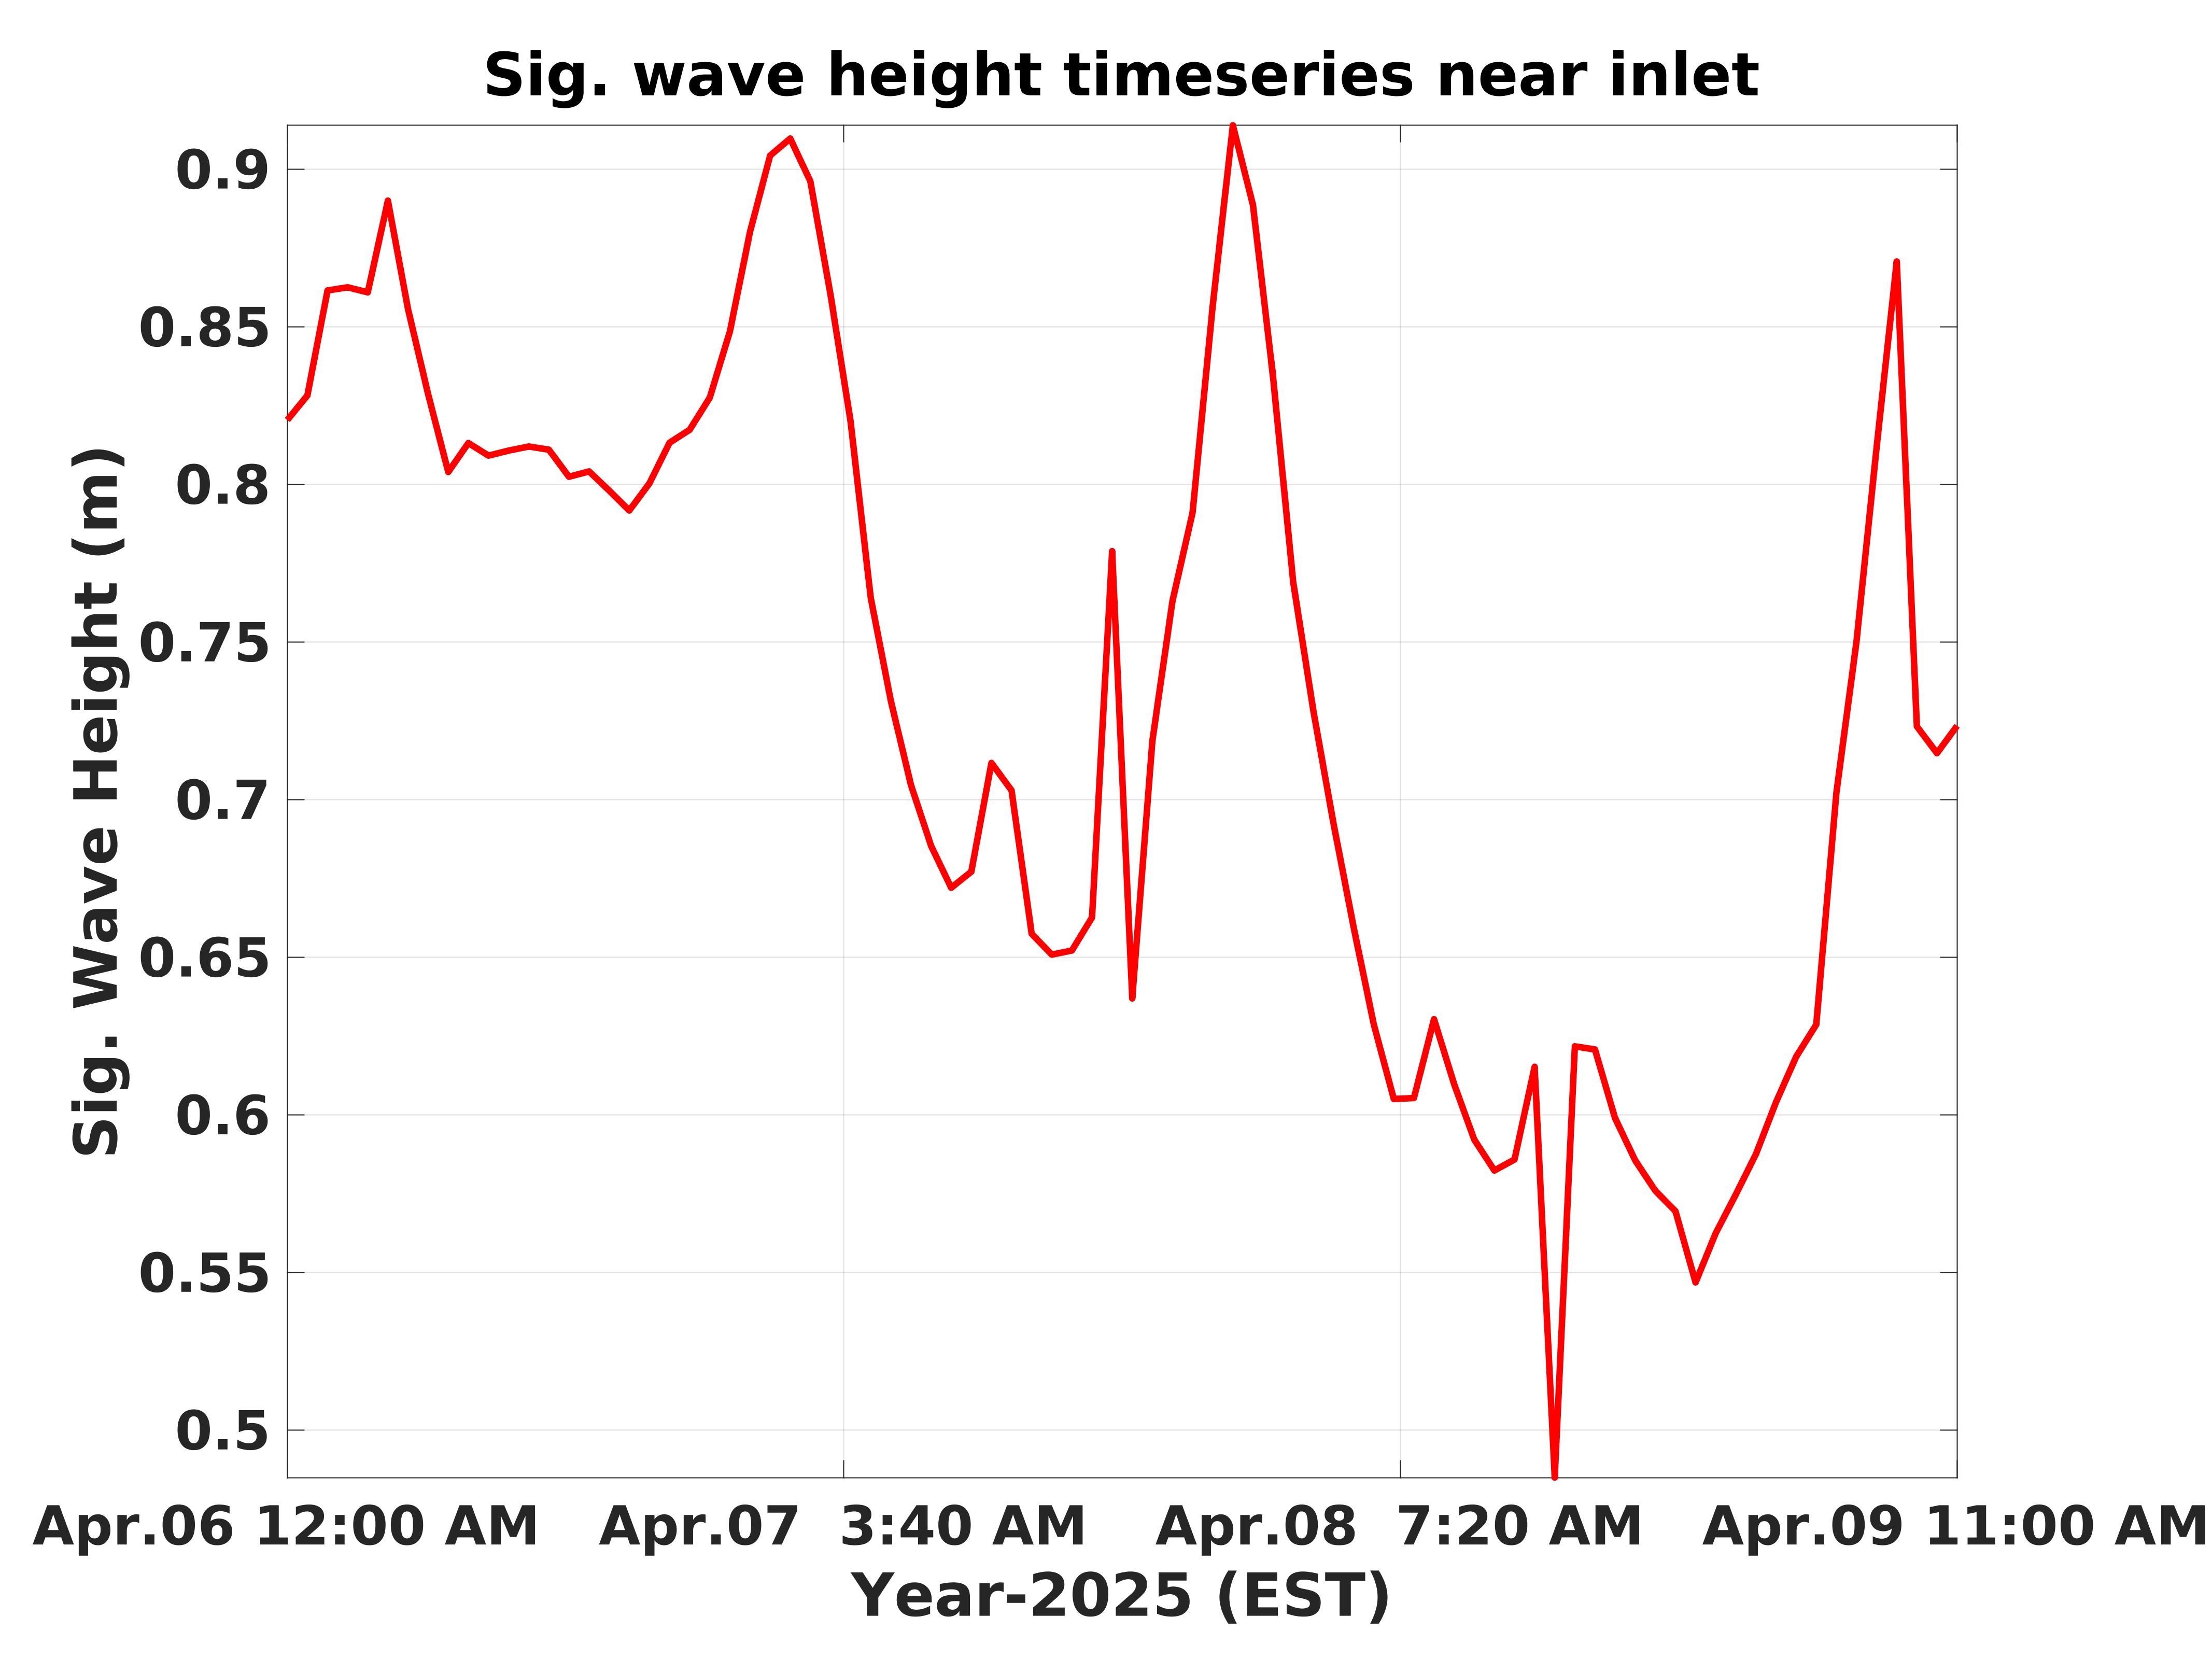 Sig. wave height timeseries near inlet
Sig. Wave Height (m)
0.9
0.85
0.8
0.75
0.7
0.65
0.6
0.55
0.5
Apr.06 12:00 AM
Apr.07 3:40 AM
Apr.08 7:20 AM
Apr.09 11:00 AM
Year-2025 (EST)